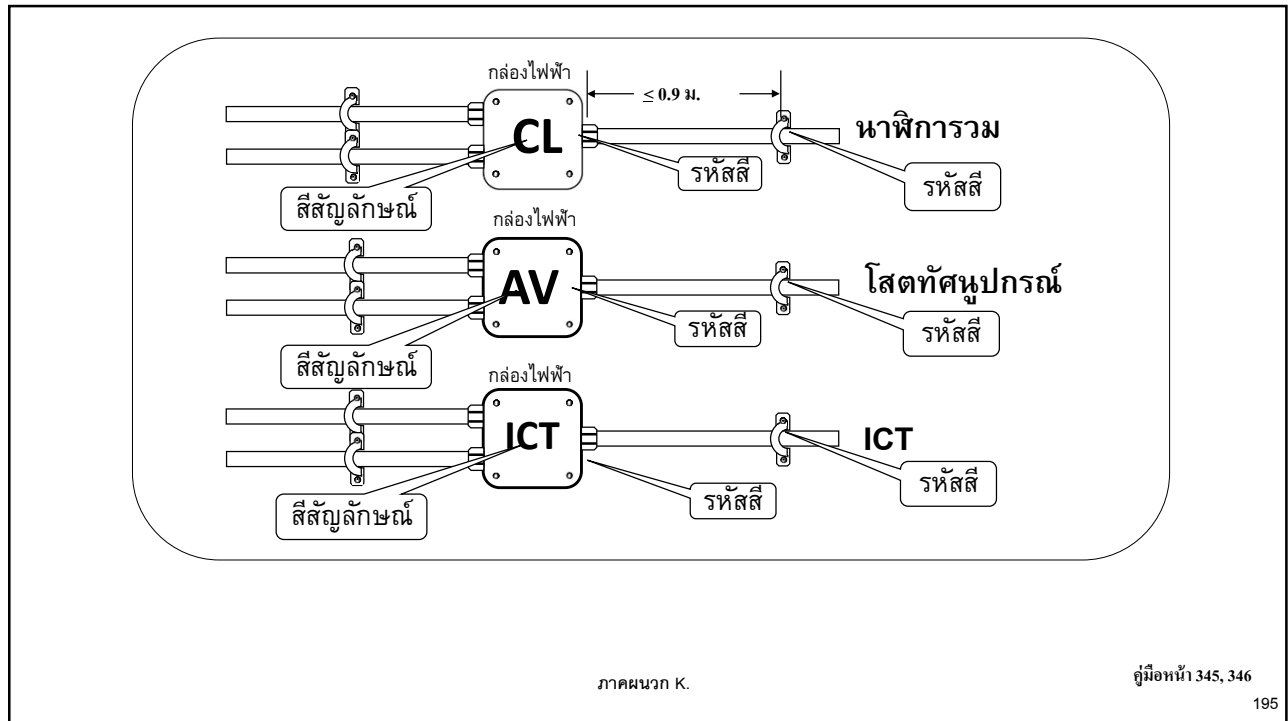 กล่องไฟฟ้า
≤ 0.9 ม.
CL
นาฬิการวม
รหัสสี
รหัสสี
สีสัญลักษณ์
กล่องไฟฟ้า
AV
โสตทัศนูปกรณ์
รหัสสี
รหัสสี
สีสัญลักษณ์
กล่องไฟฟ้า
ICT
ICT
รหัสสี
รหัสสี
สีสัญลักษณ์
ภาคผนวก K.
คู่มือหน้า 345, 346
195